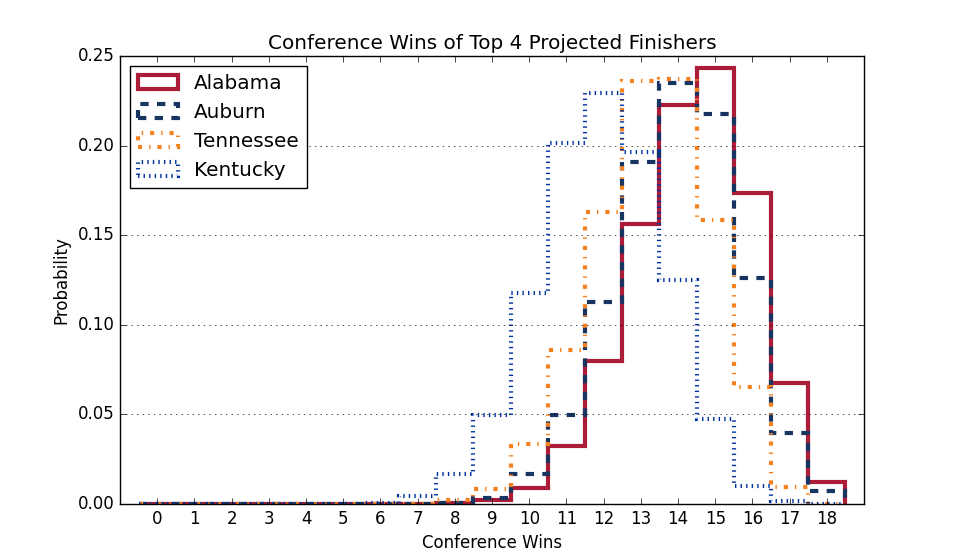 Conference Wins of Top 4 Projected Finishers
0.25
0.20
0.15
0.10
0.05
0.00
Probability
Alabama
Auburn
Tennessee
Kentucky
0 1 2 3 4 5 6 7 8 9 10 11 12 13 14 15 16 17 18
Conference Wins